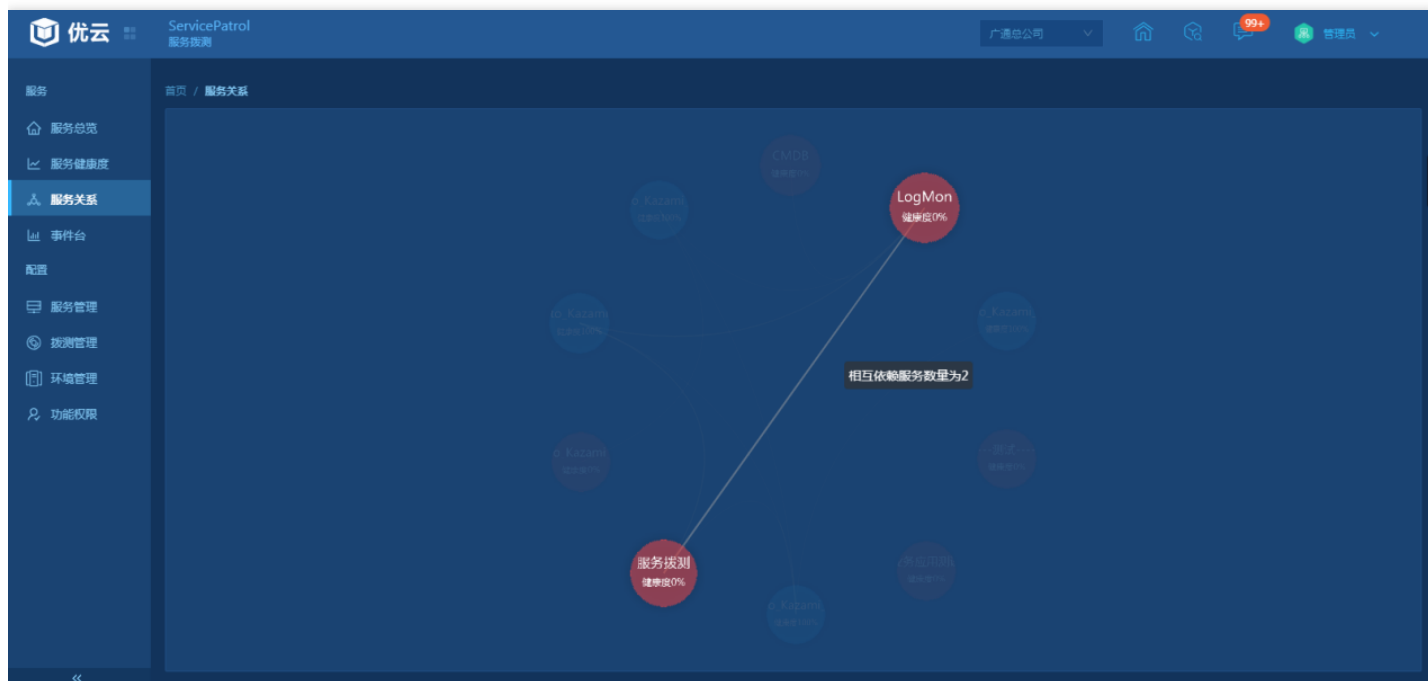 优云
ServicePatrol
服务拨测
广通总公司
99+
管理员
服务
首页 / 服务关系
服务总览
服务健康度
服务关系
事件台
配置
服务管理
拨测管理
环境管理
功能权限
CMDB
LogMon
健康度0%
相互依赖服务数量为2
服务拨测
健康度0%